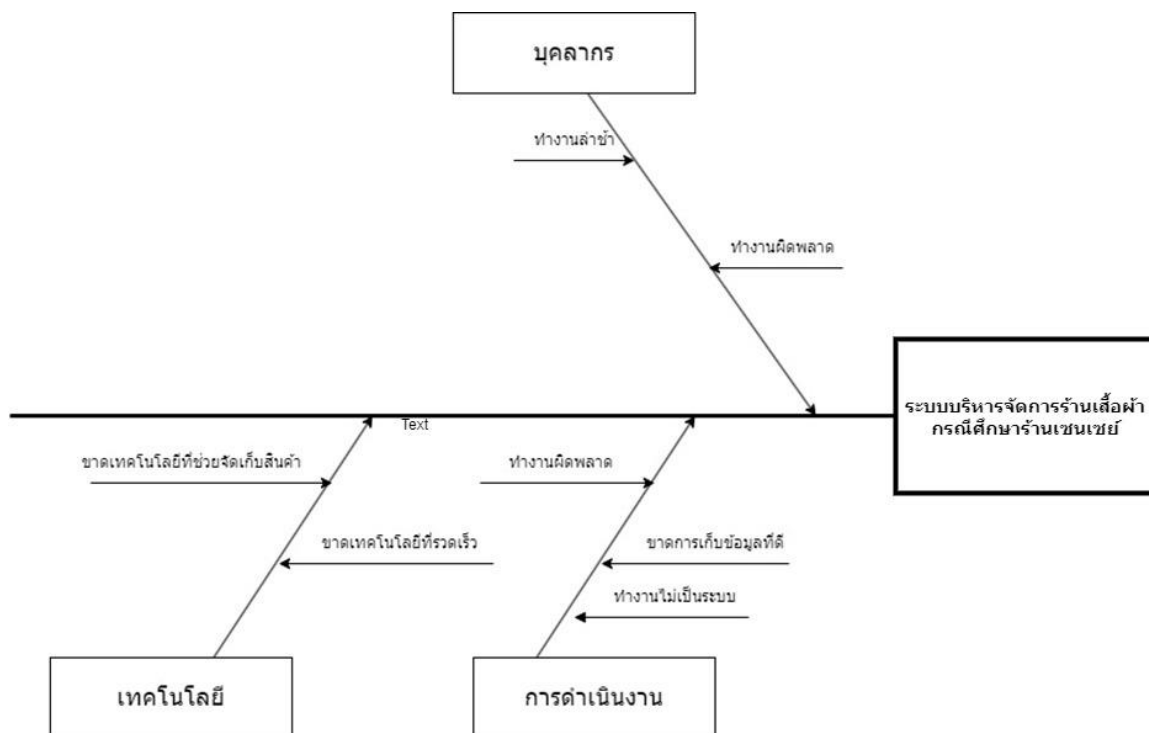 บุคลากร
ทำงานล่าช้า
ทำงานผิดพลาด
ระบบบริหารจัดการร้านเสื้อผ้า
กรณีศึกษาร้านเซนเซย์
Text
ขาดเทคโนโลยีที่ช่วยจัดเก็บสินค้า
ทำงานผิดพลาด
ขาดเทคโนโลยีที่รวดเร็ว
ขาดการเก็บข้อมูลที่ดี
ทำงานไม่เป็นระบบ
เทคโนโลยี
การดำเนินงาน